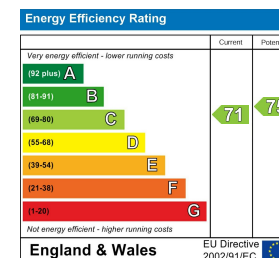 Energy Efficiency Rating
Current
Very energy efficient - lower running costs
(92 plus) A
(81-91) B
(69-80) C
71
(55-68) D
(39-54) E
(21-38) F
(1-20) G
Not energy efficient - higher running costs
England & Wales
EU Directive
2002/91/EC